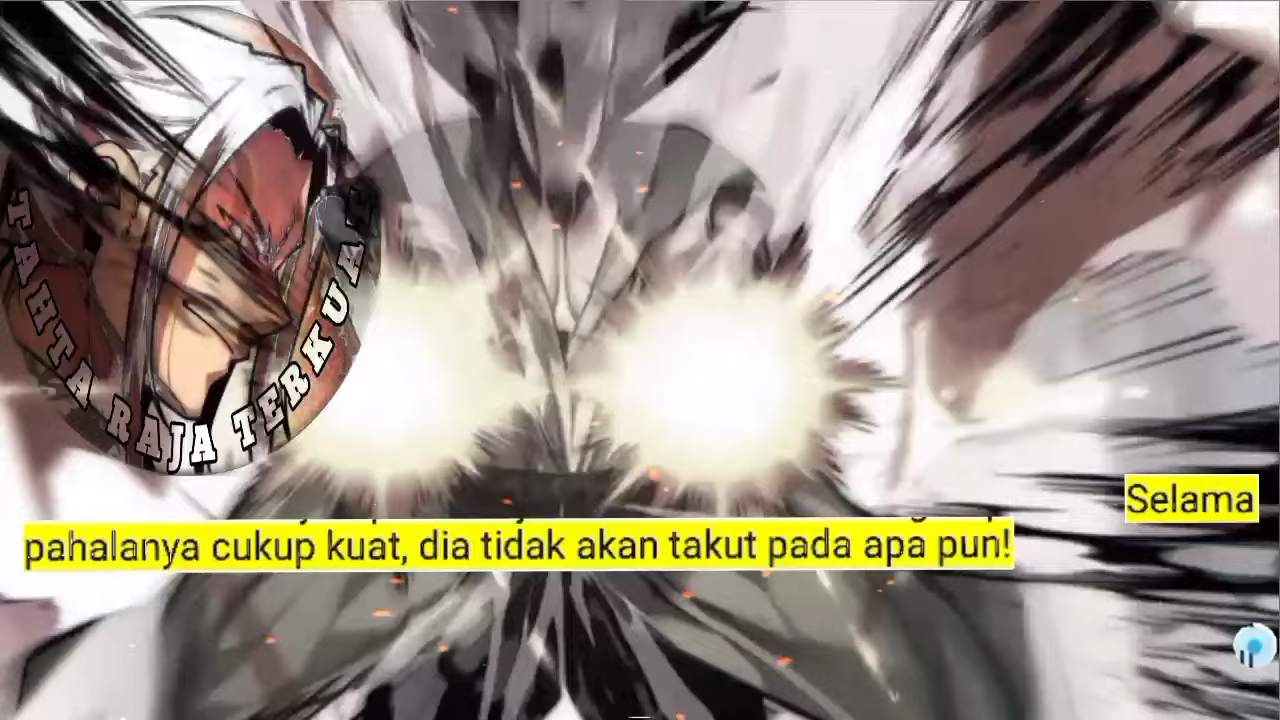 TAHTA RAJA TERKUAT
Selama
pahalanya cukup kuat, dia tidak akan takut pada apa pun!